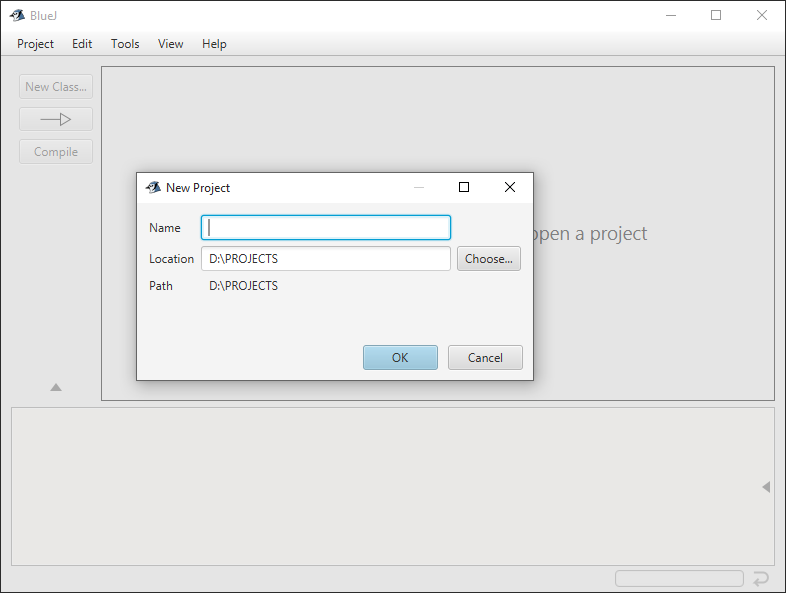 BlueJ
Project Edit Tools View Help
New Class...
Compile
open a project
New Project
Name
Location D:\PROJECTS Choose...
Path D:\PROJECTS
OK Cancel